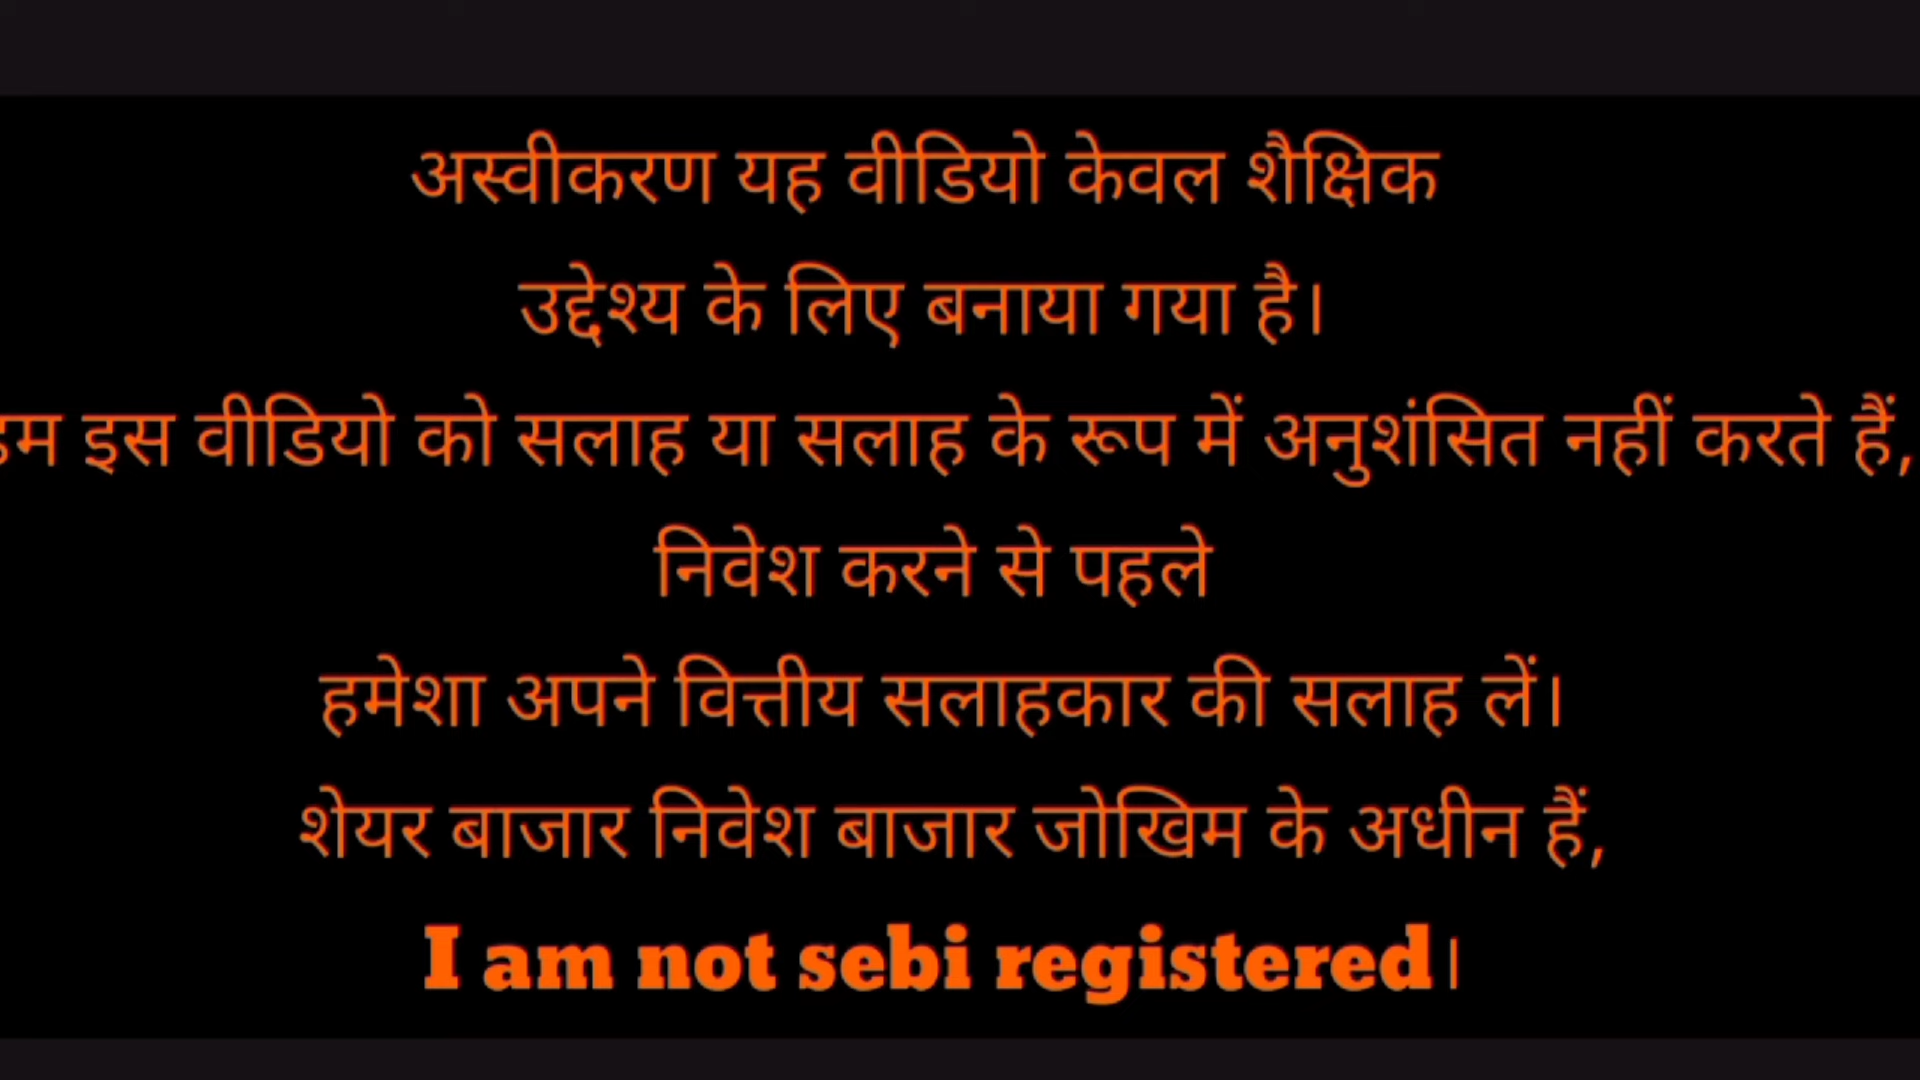 अस्वीकरण यह वीडियो केवल शैक्षिक
उद्देश्य के लिए बनाया गया है।
हम इस वीडियो को सलाह या सलाह के रूप में अनुशंसित नहीं करते हैं,
निवेश करने से पहले
हमेशा अपने वित्तीय सलाहकार की सलाह लें।
शेयर बाजार निवेश बाजार जोखिम के अधीन हैं,
I am not sebi registered।